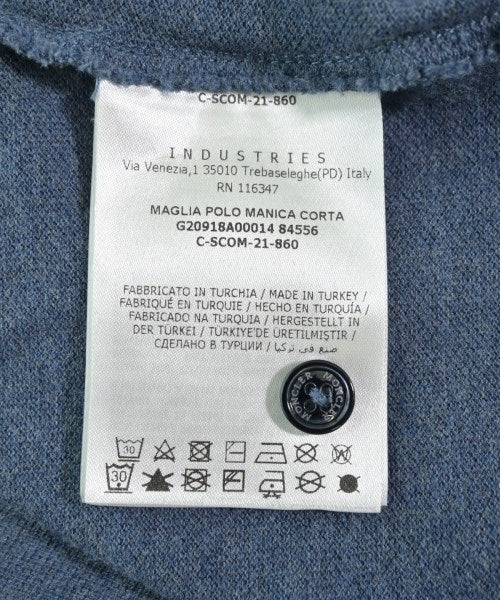 C-SCOM-21-860
INDUSTRIES
Via Venezia,1 35010 Trebaseleghe(PD) Italy
RN 116347
MAGLIA POLO MANICA CORTA
G20918A00014 84556
C-SCOM-21-860
FABBRICATO IN TURCHIA / MADE IN TURKEY /
FABRIQUÉ EN TURQUIE / HECHO EN TURQUÍA /
FABRICADO NA TURQUIA / HERGESTELLT IN
DER TÜRKEI / TÜRKIYE'DE ÜRETILMIŞTIR /
СДЕЛАНО В ТУРЦИИ / صنع في تركيا
MONCLER MONCLER
30
30